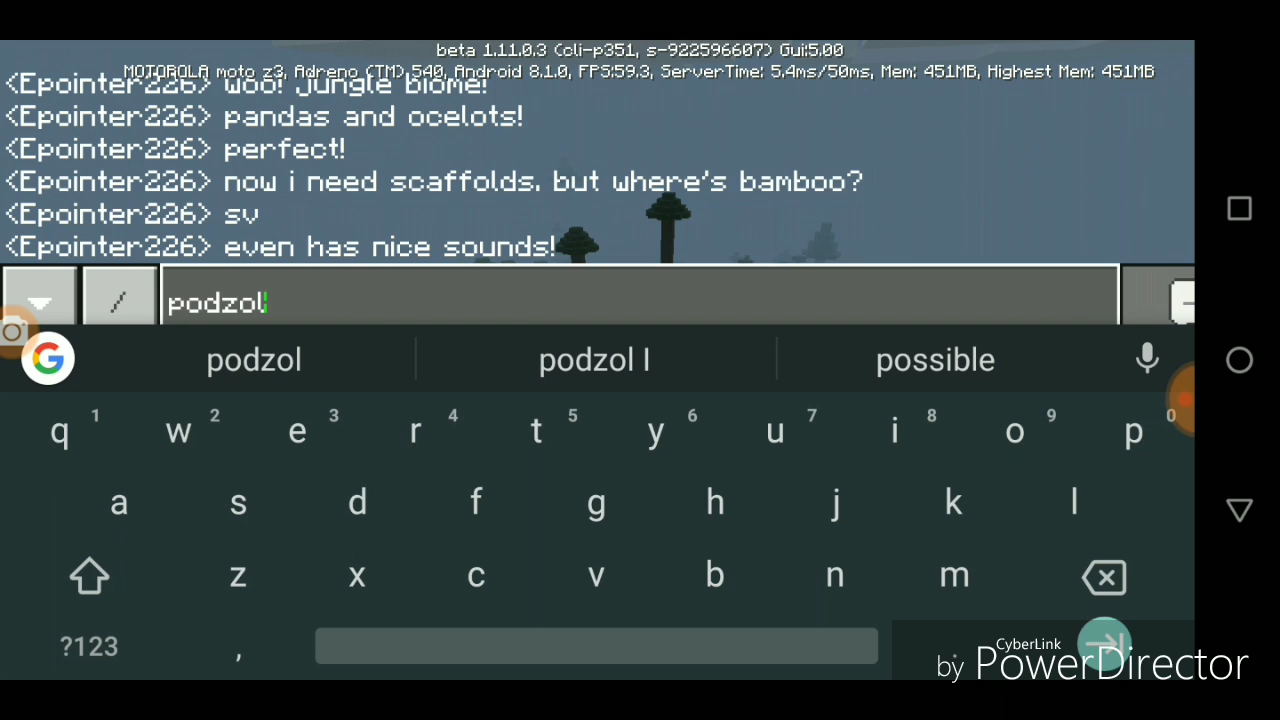 beta 1.11.0.3 (cli-p351, s-922596607) Gui:5.00
MOTOROLA moto z3, Adreno (TM) 540, Android 8.1.0, FPS:59.3, ServerTime: 5.4ms/50ms, Mem: 451MB, Highest Mem: 451MB
<Epointer226> woo! jungle biome!
<Epointer226> pandas and ocelots!
<Epointer226> perfect!
<Epointer226> now i need scaffolds. but where's bamboo?
<Epointer226> sv
<Epointer226> even has nice sounds!
/ podzol
G podzol podzol I possible
q 1 w 2 e 3 r 4 t 5 y 6 u 7 i 8 o 9 p 0
a s d f g h j k l
z x c v b n m
?123 , .
CyberLink
by PowerDirector